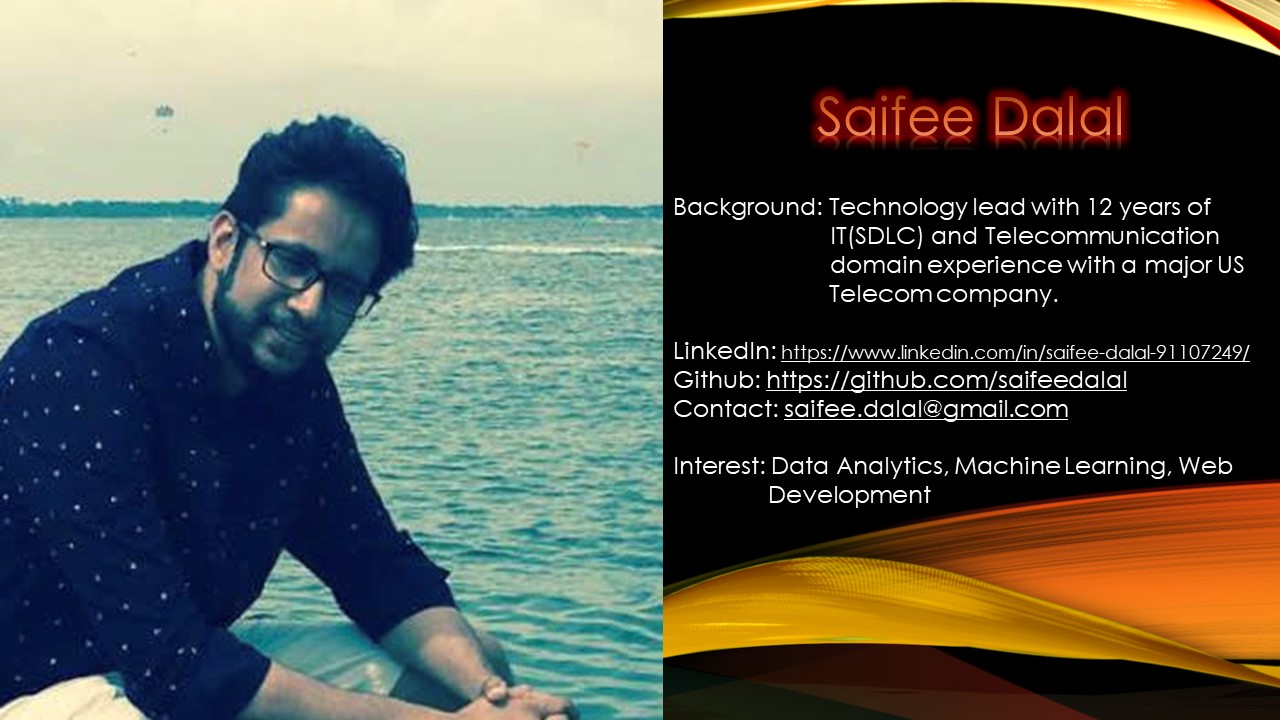 Saifee Dalal
Background: Technology lead with 12 years of
IT(SDLC) and Telecommunication
domain experience with a major US
Telecom company.
LinkedIn: https://www.linkedin.com/in/saifee-dalal-91107249/
Github: https://github.com/saifeedalal
Contact: saifee.dalal@gmail.com
Interest: Data Analytics, Machine Learning, Web
Development